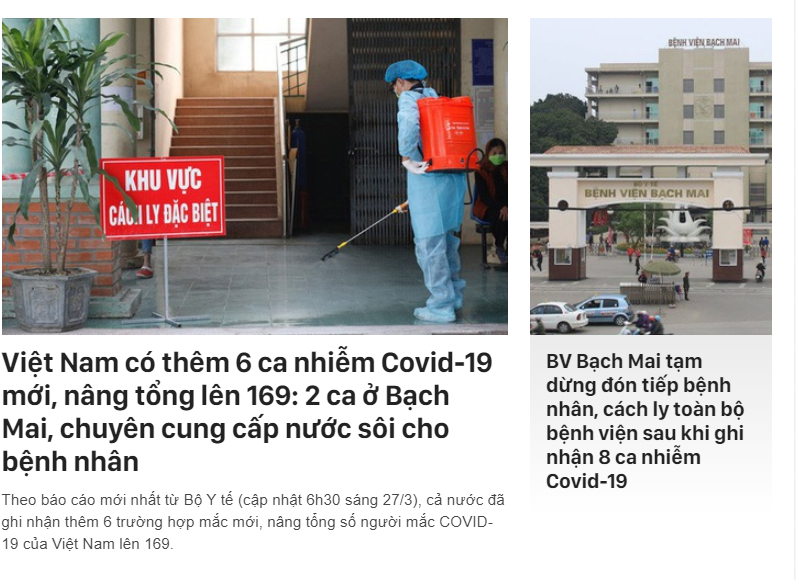 KHU VỰC
CÁCH LY ĐẶC BIỆT
Việt Nam có thêm 6 ca nhiễm Covid-19
mới, nâng tổng lên 169: 2 ca ở Bạch
Mai, chuyên cung cấp nước sôi cho
bệnh nhân
Theo báo cáo mới nhất từ Bộ Y tế (cập nhật 6h30 sáng 27/3), cả nước đã
ghi nhận thêm 6 trường hợp mắc mới, nâng tổng số người mắc COVID-
19 của Việt Nam lên 169.
BỆNH VIỆN BẠCH MAI
BỘ Y TẾ
BỆNH VIỆN BẠCH MAI
BV Bạch Mai tạm
dừng đón tiếp bệnh
nhân, cách ly toàn bộ
bệnh viện sau khi ghi
nhận 8 ca nhiễm
Covid-19